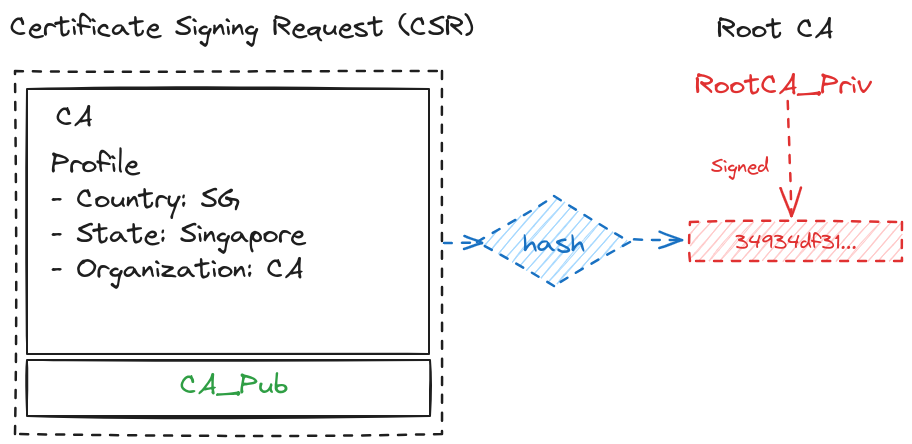 Certificate Signing Request (CSR)
Root CA
CA
Profile
- Country: SG
- State: Singapore
- Organization: CA
CA_Pub
hash
RootCA_Priv
Signed
34934df31...